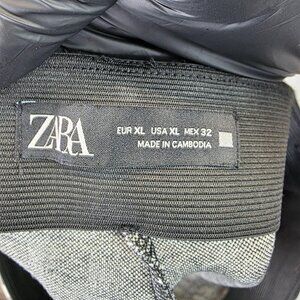 ZARA
EUR XL USA XL MEX 32
MADE IN CAMBODIA